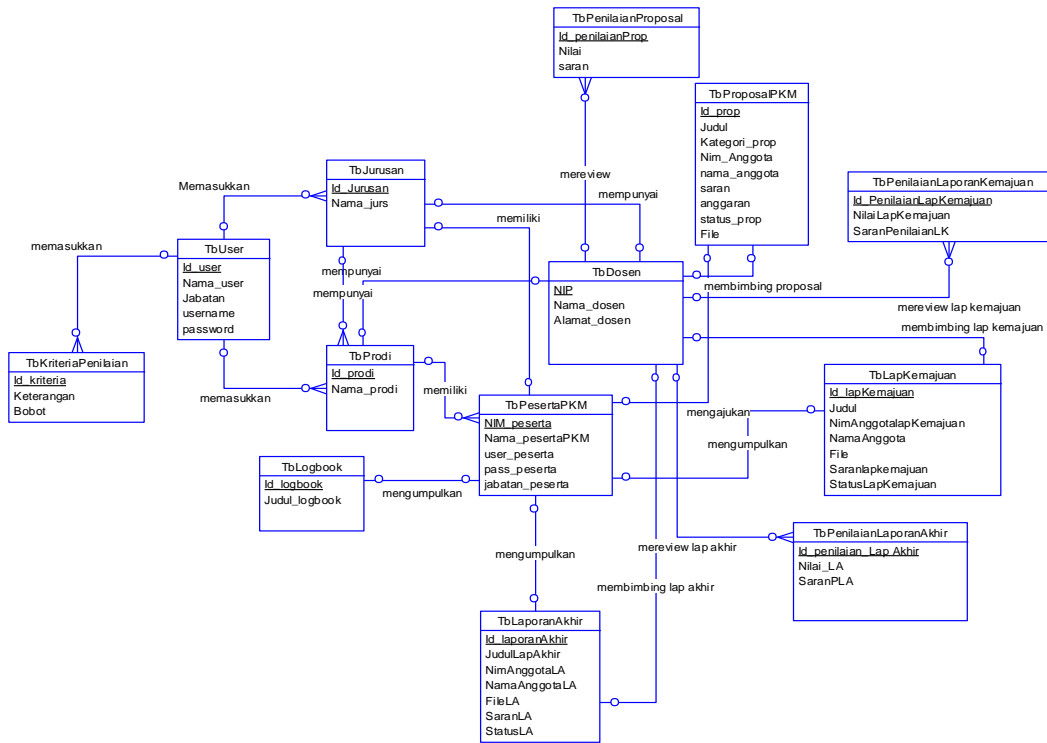 TbPenilaianProposal
Id_penilaianProp
Nilai
saran
TbProposalPKM
Id_prop
Judul
Kategori_prop
Nim_Anggota
nama_anggota
saran
anggaran
status_prop
File
TbJurusan
Id_Jurusan
Nama_jurs
TbPenilaianLaporanKemajuan
Id_PenilaianLapKemajuan
NilaiLapKemajuan
SaranPenilaianLK
Memasukkan
mereview
mempunyai
memiliki
memasukkan
TbUser
Id_user
Nama_user
Jabatan
username
password
mempunyai
mempunyai
TbDosen
NIP
Nama_dosen
Alamat_dosen
membimbing proposal
mereview lap kemajuan
membimbing lap kemajuan
TbKriteriaPenilaian
Id_kriteria
Keterangan
Bobot
memasukkan
TbProdi
Id_prodi
Nama_prodi
memiliki
TbPesertaPKM
NIM_peserta
Nama_pesertaPKM
user_peserta
pass_peserta
jabatan_peserta
mengajukan
mengumpulkan
TbLapKemajuan
Id_lapKemajuan
Judul
NimAnggotalapKemajuan
NamaAnggota
File
Saranlapkemajuan
StatusLapKemajuan
TbLogbook
Id_logbook
Judul_logbook
mengumpulkan
mengumpulkan
mereview lap akhir
membimbing lap akhir
TbPenilaianLaporanAkhir
Id_penilaian_Lap Akhir
Nilai_LA
SaranPLA
TbLaporanAkhir
Id_laporanAkhir
JudulLapAkhir
NimAnggotaLA
NamaAnggotaLA
FileLA
SaranLA
StatusLA